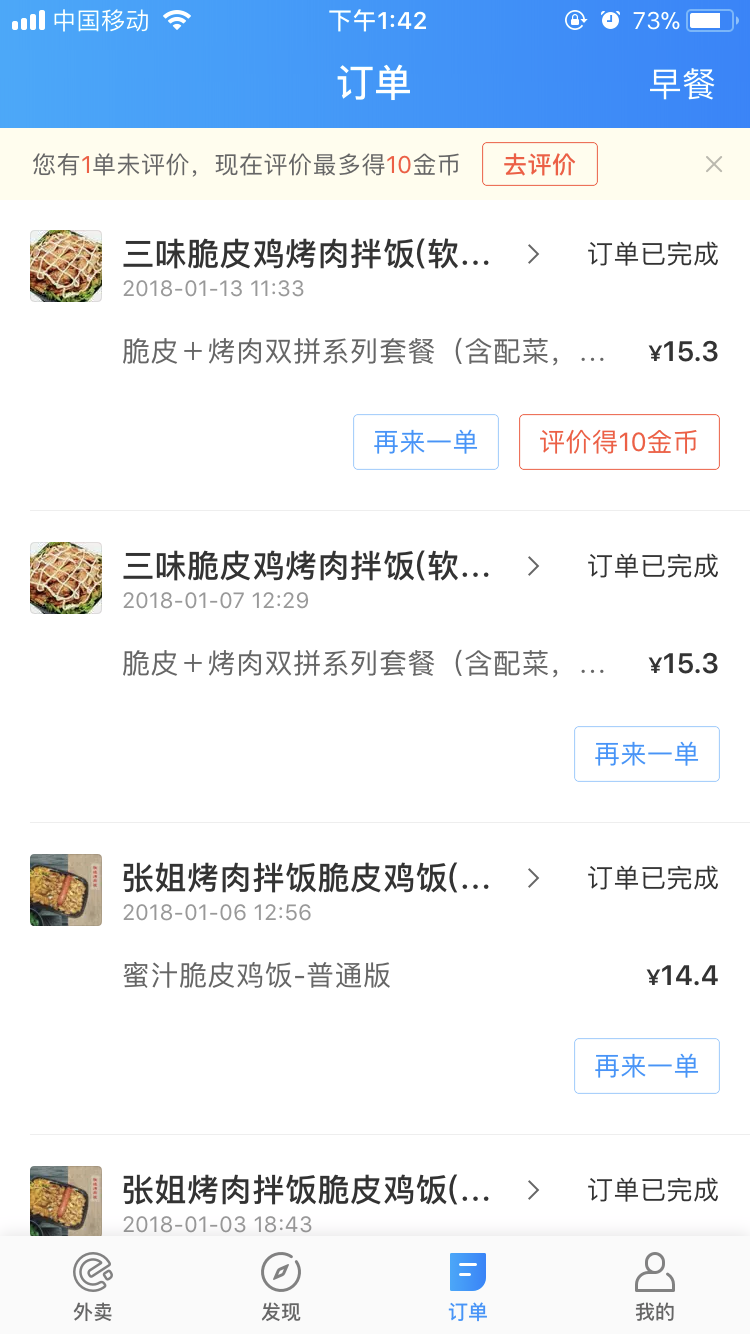 中国移动 下午1:42 73%
订单 早餐
您有1单未评价，现在评价最多得10金币 去评价
三味脆皮鸡烤肉拌饭(软... 订单已完成
2018-01-13 11:33
脆皮＋烤肉双拼系列套餐（含配菜，... ¥15.3
再来一单 评价得10金币
三味脆皮鸡烤肉拌饭(软... 订单已完成
2018-01-07 12:29
脆皮＋烤肉双拼系列套餐（含配菜，... ¥15.3
再来一单
张姐烤肉拌饭脆皮鸡饭(... 订单已完成
2018-01-06 12:56
蜜汁脆皮鸡饭-普通版 ¥14.4
再来一单
张姐烤肉拌饭脆皮鸡饭(... 订单已完成
2018-01-03 18:43
外卖 发现 订单 我的